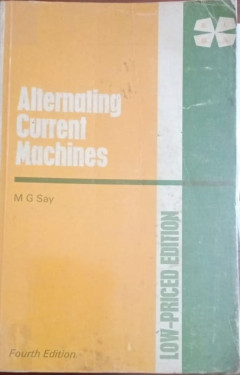 Alternating
Current
Machines
M G Say
LOW-PRICED EDITION
Fourth Edition